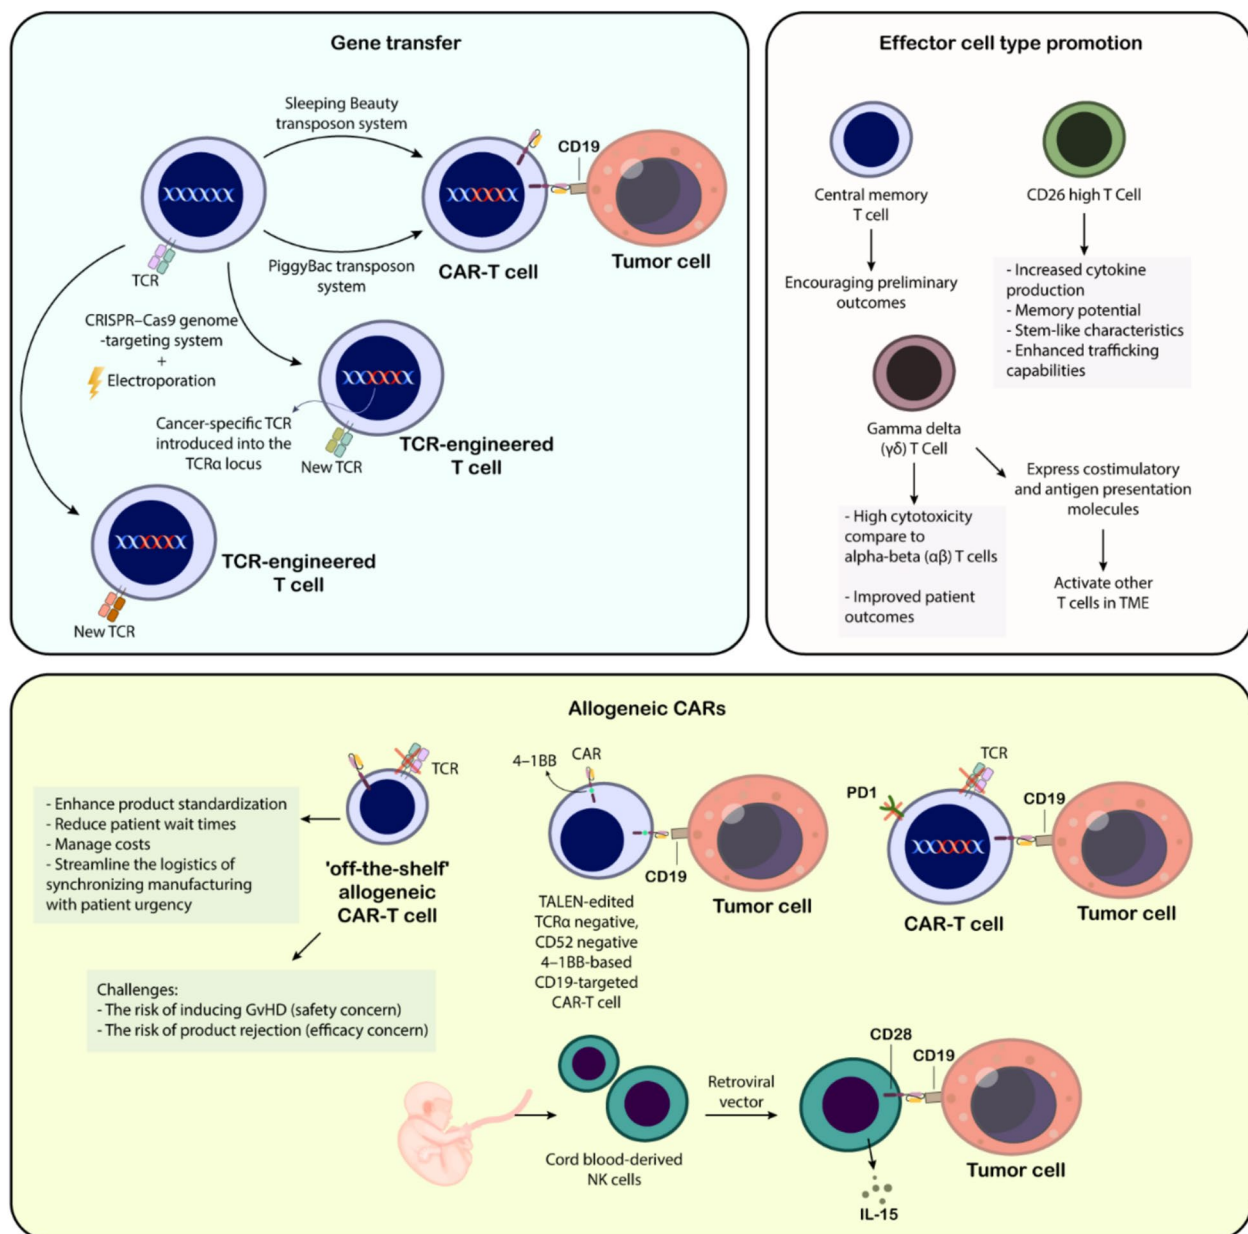 Gene transfer
Sleeping Beauty
transposon system
CD19
TCR
PiggyBac transposon
system
CAR-T cell
Tumor cell
CRISPR–Cas9 genome
-targeting system
+
Electroporation
Cancer-specific TCR
introduced into the
TCRα locus
New TCR
TCR-engineered
T cell
TCR-engineered
T cell
New TCR
Effector cell type promotion
Central memory
T cell
CD26 high T Cell
Encouraging preliminary
outcomes
- Increased cytokine
production
- Memory potential
- Stem-like characteristics
- Enhanced trafficking
capabilities
Gamma delta
(γδ) T Cell
Express costimulatory
and antigen presentation
molecules
- High cytotoxicity
compare to
alpha-beta (αβ) T cells
- Improved patient
outcomes
Activate other
T cells in TME
Allogeneic CARs
TCR
- Enhance product standardization
- Reduce patient wait times
- Manage costs
- Streamline the logistics of
synchronizing manufacturing
with patient urgency
'off-the-shelf'
allogeneic
CAR-T cell
Challenges:
- The risk of inducing GvHD (safety concern)
- The risk of product rejection (efficacy concern)
4–1BB
CAR
CD19
Tumor cell
TALEN-edited
TCRα negative,
CD52 negative
4–1BB-based
CD19-targeted
CAR-T cell
TCR
PD1
CD19
CAR-T cell
Tumor cell
Cord blood-derived
NK cells
Retroviral
vector
CD28
CD19
Tumor cell
IL-15